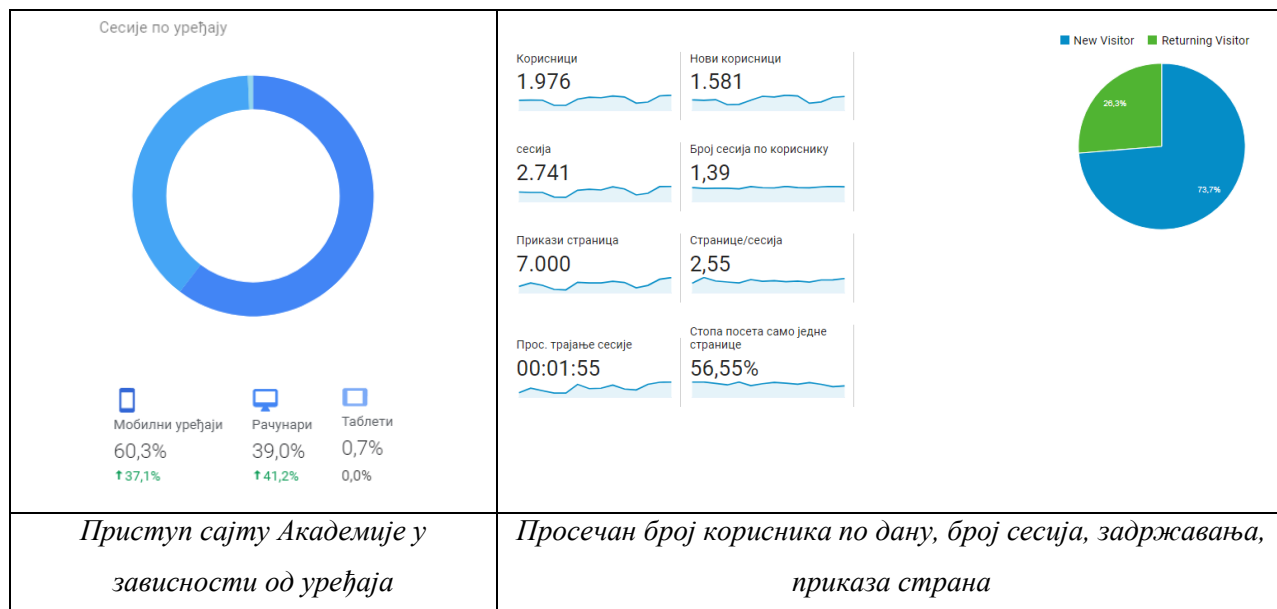 Сесије по уређају
Мобилни уређаји
60,3%
37,1%
Рачунари
39,0%
41,2%
Таблети
0,7%
0,0%
Корисници
1.976
Нови корисници
1.581
сесија
2.741
Број сесија по кориснику
1,39
Прикази страница
7.000
Странице/сесија
2,55
Прос. трајање сесије
00:01:55
Стопа посета само једне
странице
56,55%
New Visitor
Returning Visitor
26,3%
73,7%
Приступ сајту Академије у
зависности од уређаја
Просечан број корисника по дану, број сесија, задржавања,
приказа страна